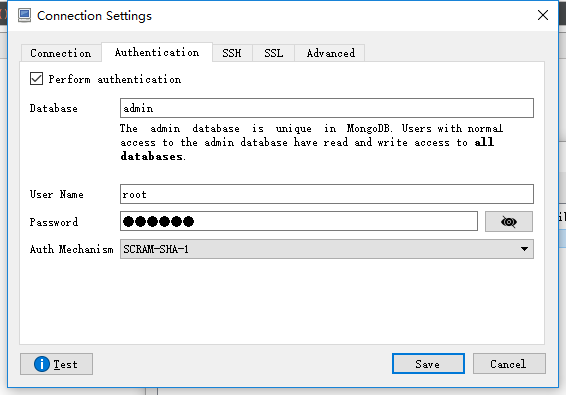 Connection Settings
Connection Authentication SSH SSL Advanced
Perform authentication
Database admin
The admin database is unique in MongoDB. Users with normal
access to the admin database have read and write access to all
databases.
User Name root
Password ●●●●●●
Auth Mechanism SCRAM-SHA-1
Test Save Cancel